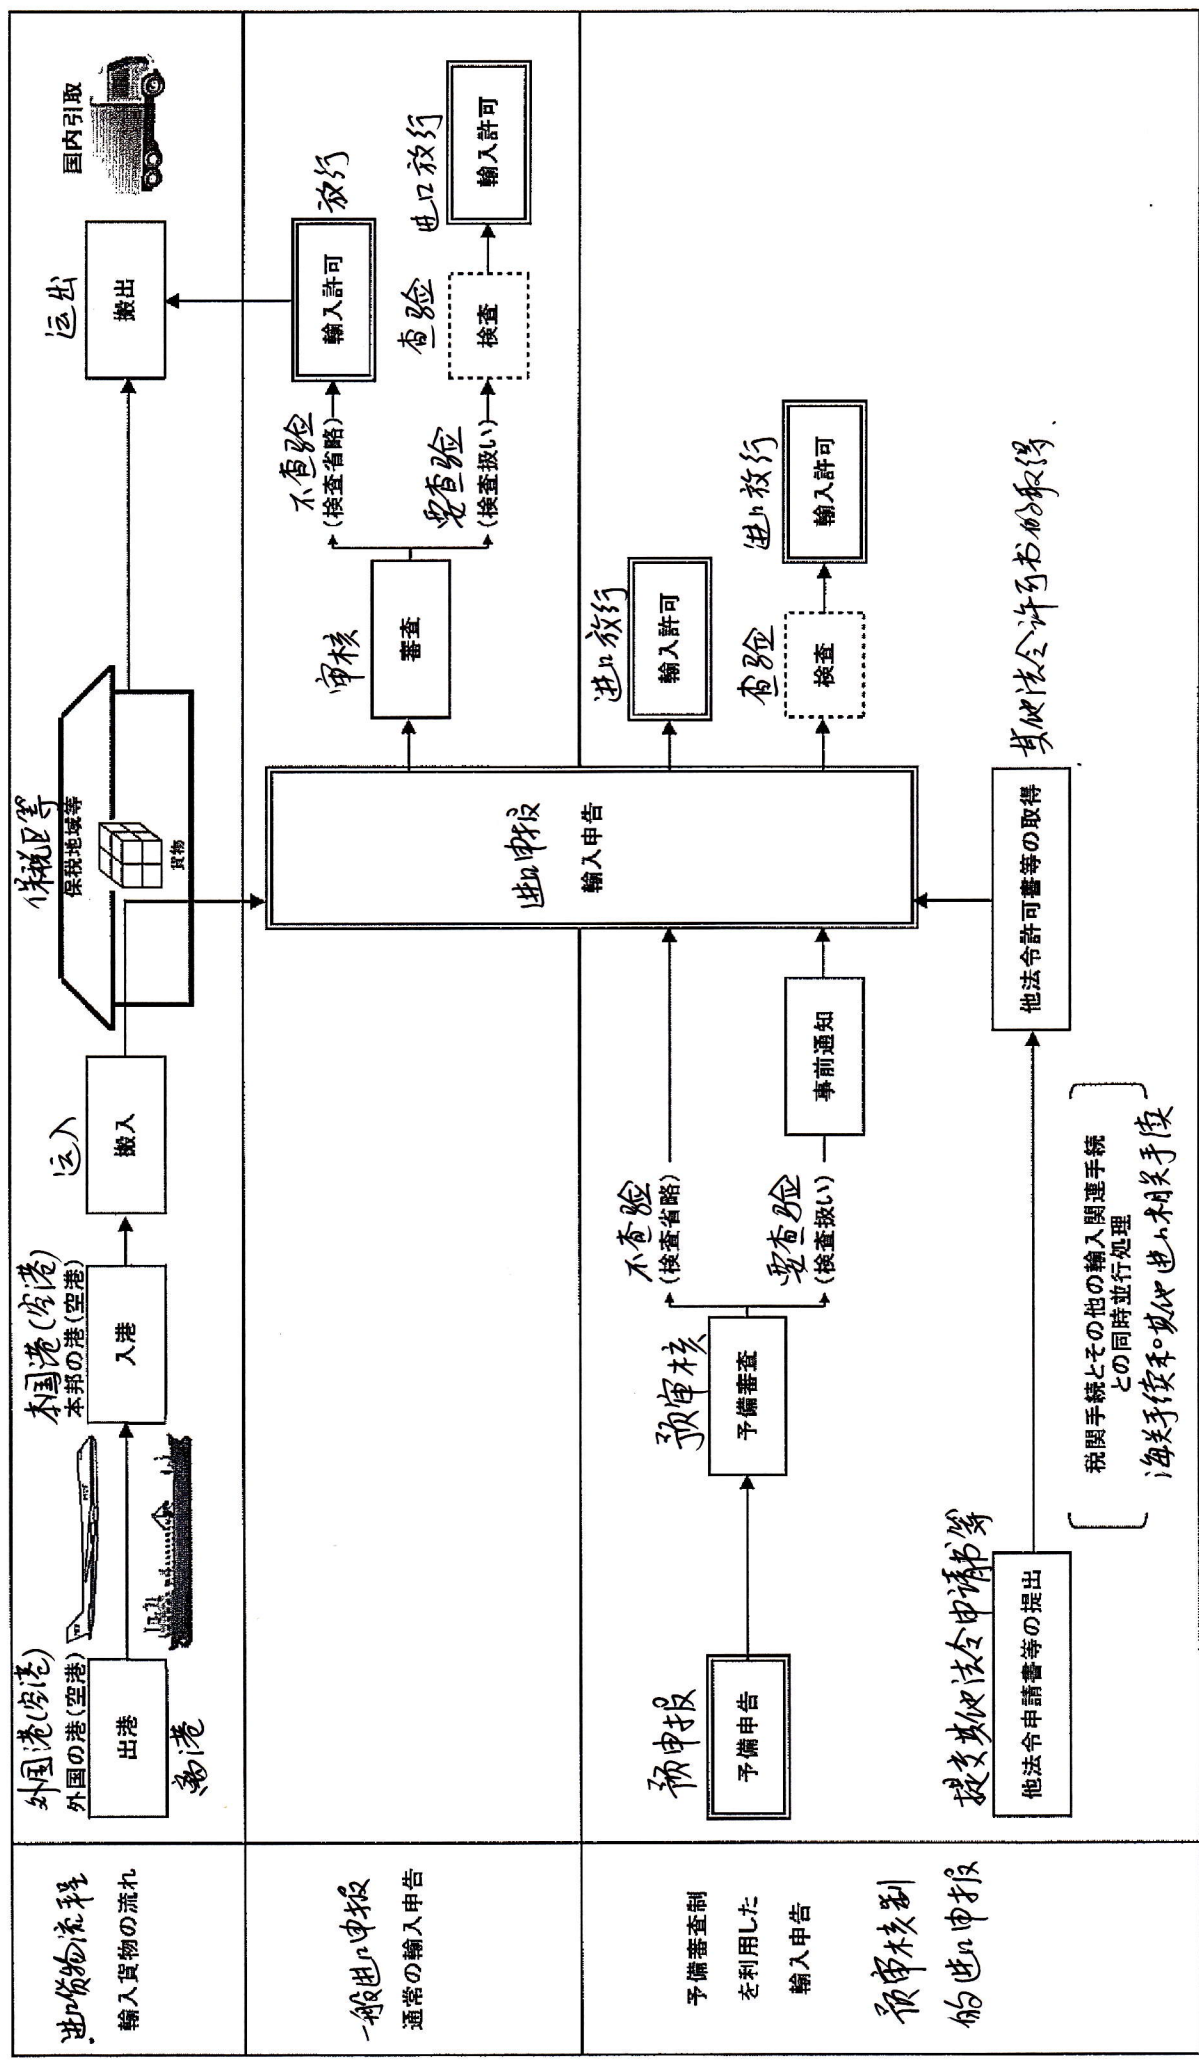 进口货物流程
輸入貨物の流れ
外国港(空港)
外国の港(空港)
出港
离港
本国港(空港)
本邦の港(空港)
入港
运入
搬入
保税区等
保税地域等
貨物
运出
搬出
国内引取
一般进口申报
通常の輸入申告
进口申报
輸入申告
审核
審査
不查验
(検査省略)
輸入許可
放行
要查验
(検査扱い)
查验
検査
进口放行
輸入許可
予備審査制
を利用した
輸入申告
预审核制
的进口申报
预申报
予備申告
预审核
予備審査
不查验
(検査省略)
要查验
(検査扱い)
事前通知
进口放行
輸入許可
查验
検査
进口放行
輸入許可
提交其他法令申请书等
他法令申請書等の提出
税関手続とその他の輸入関連手続
との同時並行処理
海关手续和其他进口相关手续
他法令許可書等の取得
其他法令许可书的取得